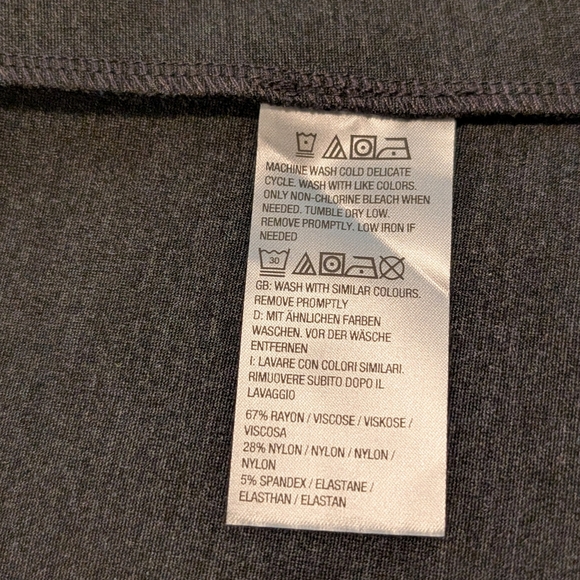 MACHINE WASH COLD DELICATE
CYCLE. WASH WITH LIKE COLORS.
ONLY NON-CHLORINE BLEACH WHEN
NEEDED. TUMBLE DRY LOW.
REMOVE PROMPTLY. LOW IRON IF
NEEDED
30
GB: WASH WITH SIMILAR COLOURS.
REMOVE PROMPTLY
D: MIT ÄHNLICHEN FARBEN
WASCHEN. VOR DER WÄSCHE
ENTFERNEN
I: LAVARE CON COLORI SIMILARI.
RIMUOVERE SUBITO DOPO IL
LAVAGGIO
67% RAYON / VISCOSE / VISKOSE /
VISCOSA
28% NYLON / NYLON / NYLON /
NYLON
5% SPANDEX / ELASTANE /
ELASTHAN / ELASTAN